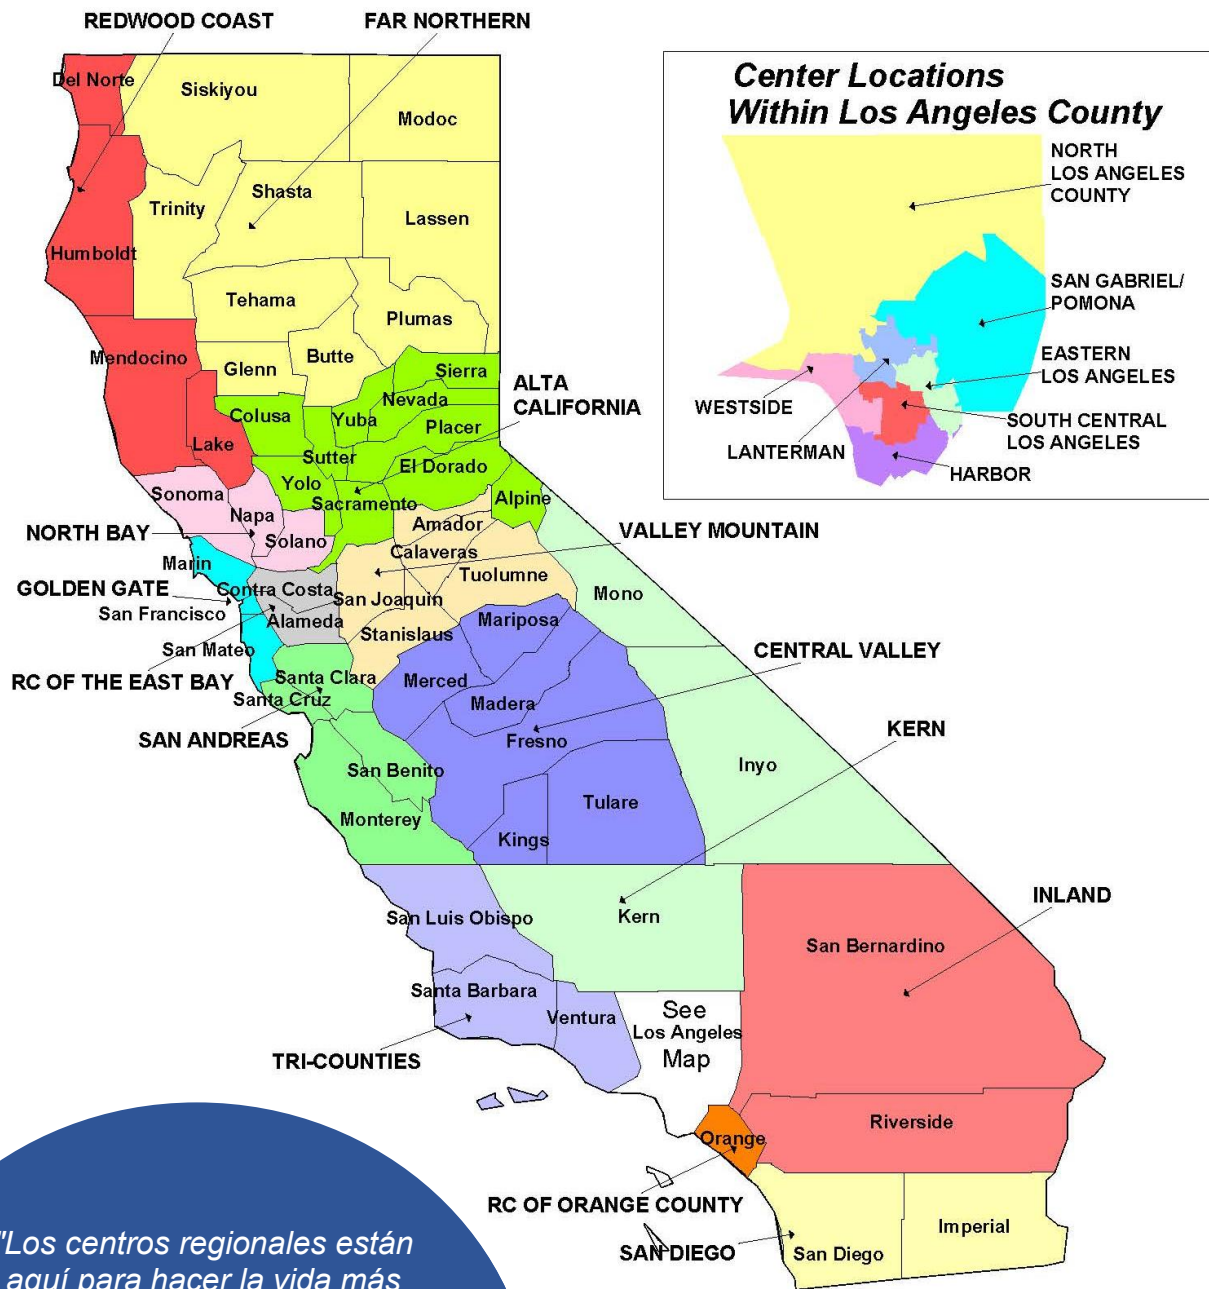 REDWOOD COAST
FAR NORTHERN
Del Norte
Siskiyou
Modoc
Trinity
Shasta
Lassen
Humboldt
Tehama
Plumas
Mendocino
Glenn
Butte
Sierra
Nevada
ALTA
CALIFORNIA
Colusa
Yuba
Placer
Lake
Sutter
El Dorado
Yolo
Sacramento
Alpine
Sonoma
Napa
Amador
NORTH BAY
Solano
Calaveras
VALLEY MOUNTAIN
Marin
Tuolumne
GOLDEN GATE
Contra Costa
San Joaquin
Mono
San Francisco
Alameda
Stanislaus
Mariposa
San Mateo
CENTRAL VALLEY
RC OF THE EAST BAY
Santa Clara
Merced
Santa Cruz
Madera
SAN ANDREAS
Fresno
KERN
San Benito
Inyo
Monterey
Tulare
Kings
San Luis Obispo
Kern
INLAND
San Bernardino
Santa Barbara
Ventura
See
Los Angeles
Map
TRI-COUNTIES
Orange
Riverside
RC OF ORANGE COUNTY
SAN DIEGO
San Diego
Imperial
Center Locations
Within Los Angeles County
NORTH
LOS ANGELES
COUNTY
SAN GABRIEL/
POMONA
EASTERN
LOS ANGELES
WESTSIDE
SOUTH CENTRAL
LOS ANGELES
LANTERMAN
HARBOR
"Los centros regionales están
aquí para hacer la vida más